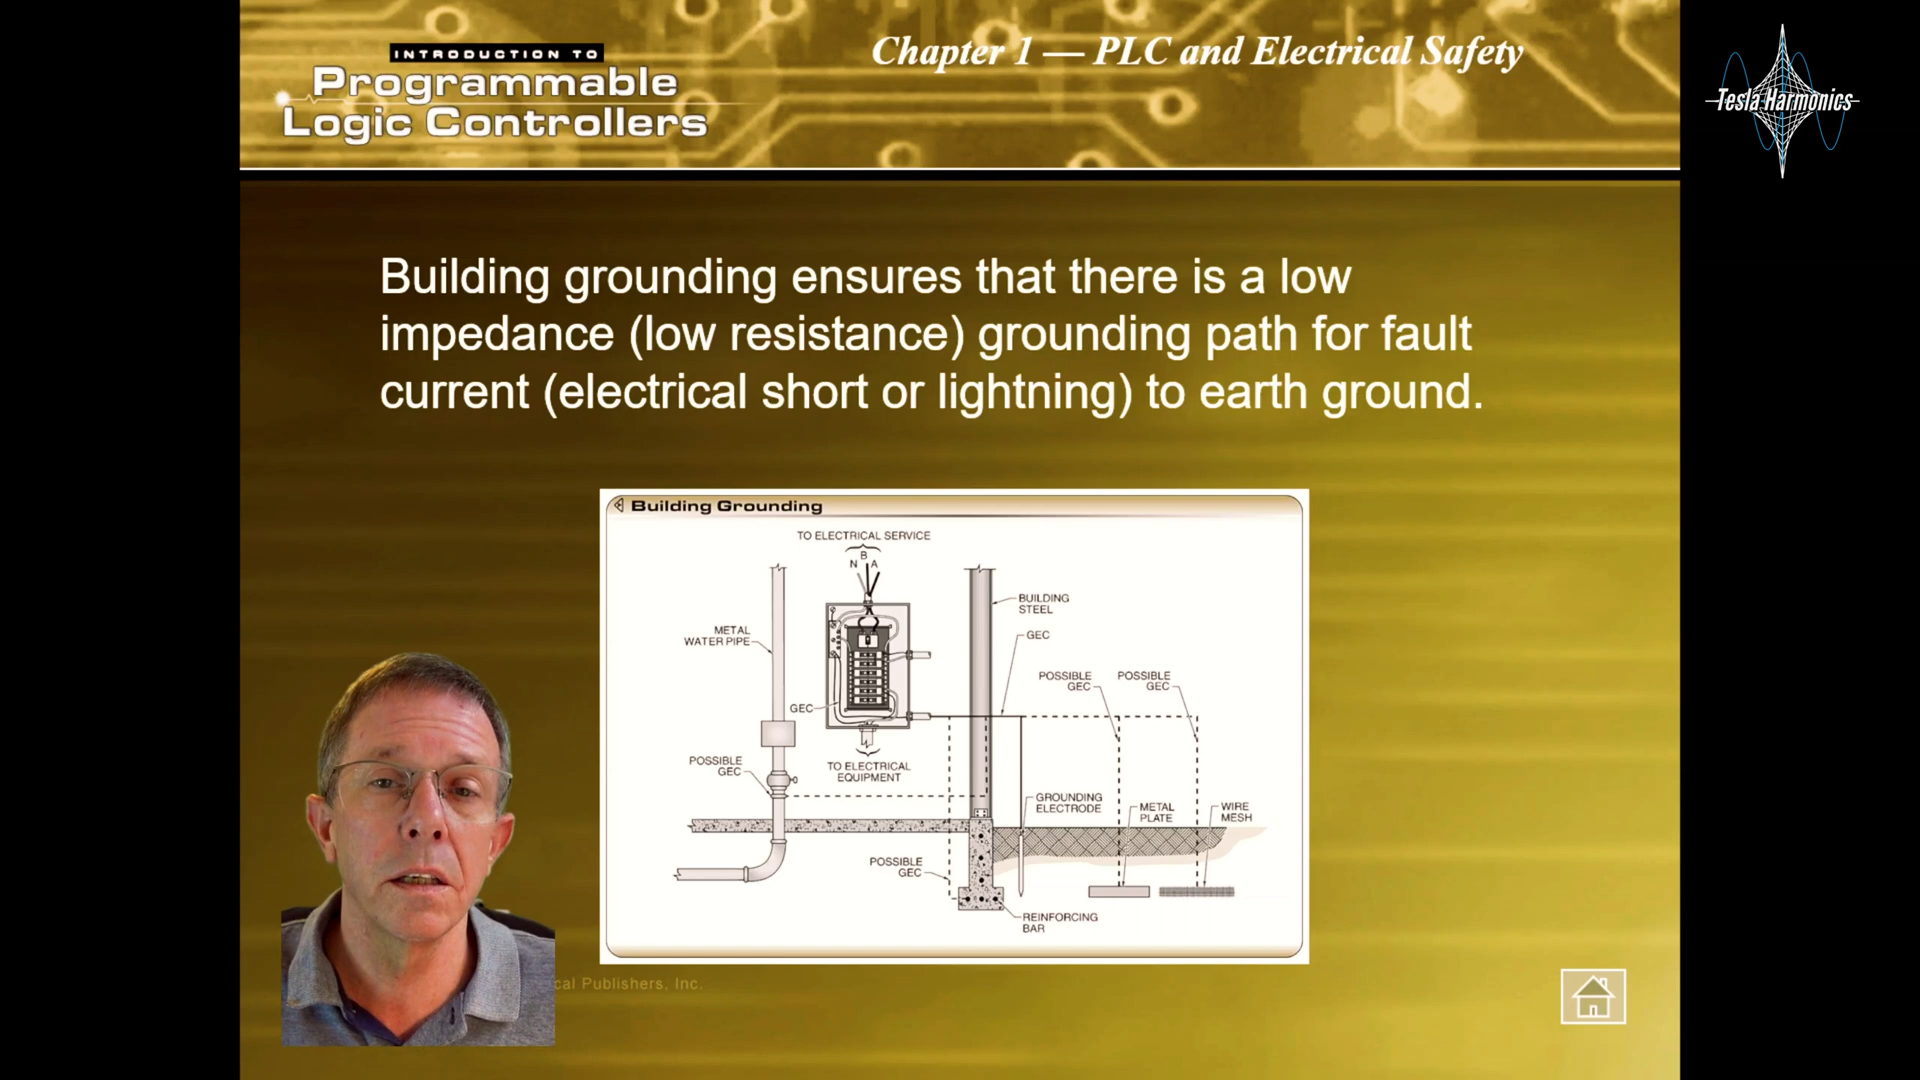 INTRODUCTION TO
Programmable
Logic Controllers
Chapter 1 — PLC and Electrical Safety
Tesla Harmonics
Building grounding ensures that there is a low
impedance (low resistance) grounding path for fault
current (electrical short or lightning) to earth ground.
Building Grounding
TO ELECTRICAL SERVICE
B
N A
BUILDING
STEEL
METAL
WATER PIPE
GEC
POSSIBLE
GEC
POSSIBLE
GEC
GEC
POSSIBLE
GEC
TO ELECTRICAL
EQUIPMENT
GROUNDING
ELECTRODE
METAL
PLATE
WIRE
MESH
POSSIBLE
GEC
REINFORCING
BAR
Publishers, Inc.